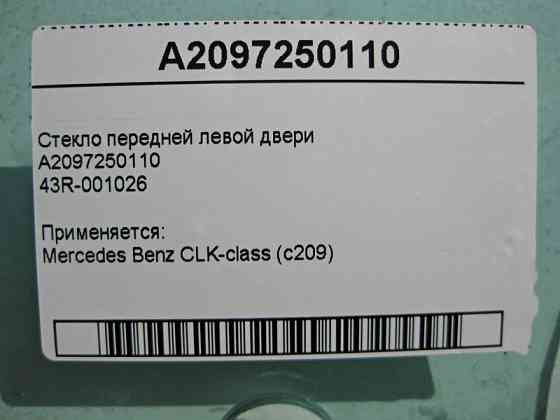 A2097250110
Стекло передней левой двери
A2097250110
43R-001026
Применяется:
Mercedes Benz CLK-class (c209)